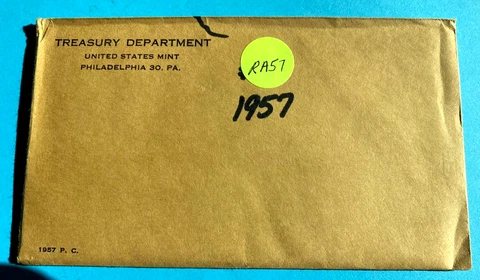 TREASURY DEPARTMENT
UNITED STATES MINT
PHILADELPHIA 30, PA.
RA57
1957
1957 P. C.